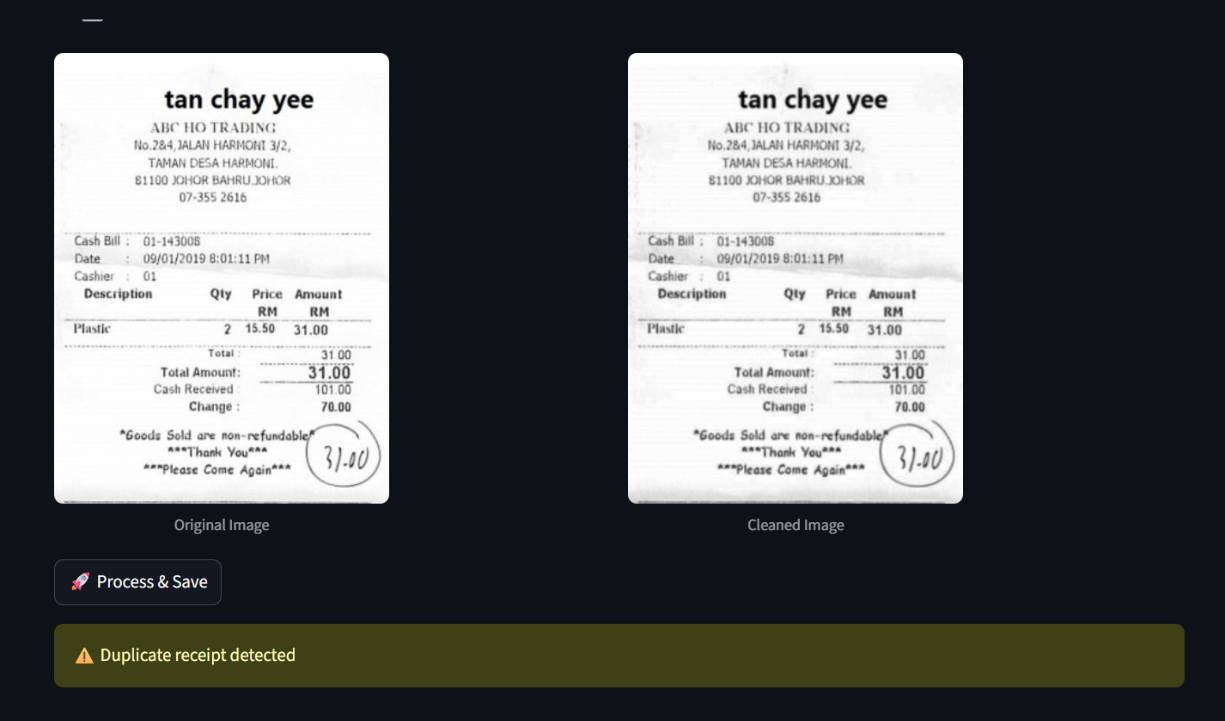 tan chay yee
ABC HO TRADING
No.2&4,JALAN HARMONI 3/2,
TAMAN DESA HARMONI.
81100 JOHOR BAHRU.JOHOR
07-355 2616
Cash Bill : 01-143008
Date : 09/01/2019 8:01:11 PM
Cashier : 01
Description Qty Price Amount
RM RM
Plastic 2 15.50 31.00
Total : 31.00
Total Amount: 31.00
Cash Received : 101.00
Change : 70.00
*Goods Sold are non-refundable*
***Thank You***
***Please Come Again***
31.00
Original Image
tan chay yee
ABC HO TRADING
No.2&4,JALAN HARMONI 3/2,
TAMAN DESA HARMONI.
81100 JOHOR BAHRU.JOHOR
07-355 2616
Cash Bill : 01-143008
Date : 09/01/2019 8:01:11 PM
Cashier : 01
Description Qty Price Amount
RM RM
Plastic 2 15.50 31.00
Total : 31.00
Total Amount: 31.00
Cash Received : 101.00
Change : 70.00
*Goods Sold are non-refundable*
***Thank You***
***Please Come Again***
31.00
Cleaned Image
🚀 Process & Save
⚠ Duplicate receipt detected